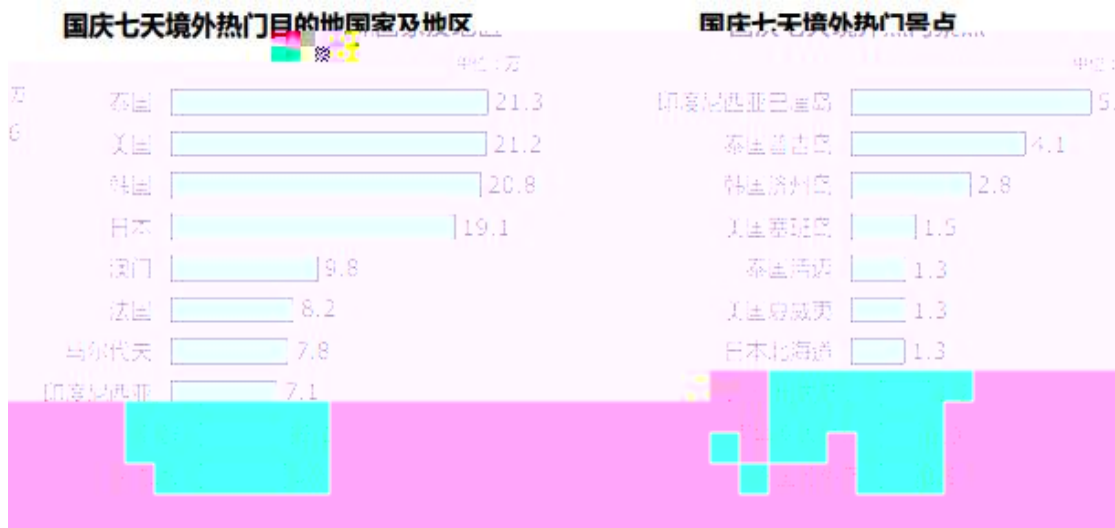 国庆七天境外热门目的地国家及地区
单位：万
泰国 21.3
美国 21.2
韩国 20.8
日本 19.1
澳门 9.8
法国 8.2
马尔代夫 7.8
印度尼西亚 7.1
国庆七天境外热门景点
单位：
印度尼西亚巴厘岛 5.
泰国普吉岛 4.1
韩国济州岛 2.8
美国塞班岛 1.5
泰国清迈 1.3
美国夏威夷 1.3
日本北海道 1.3